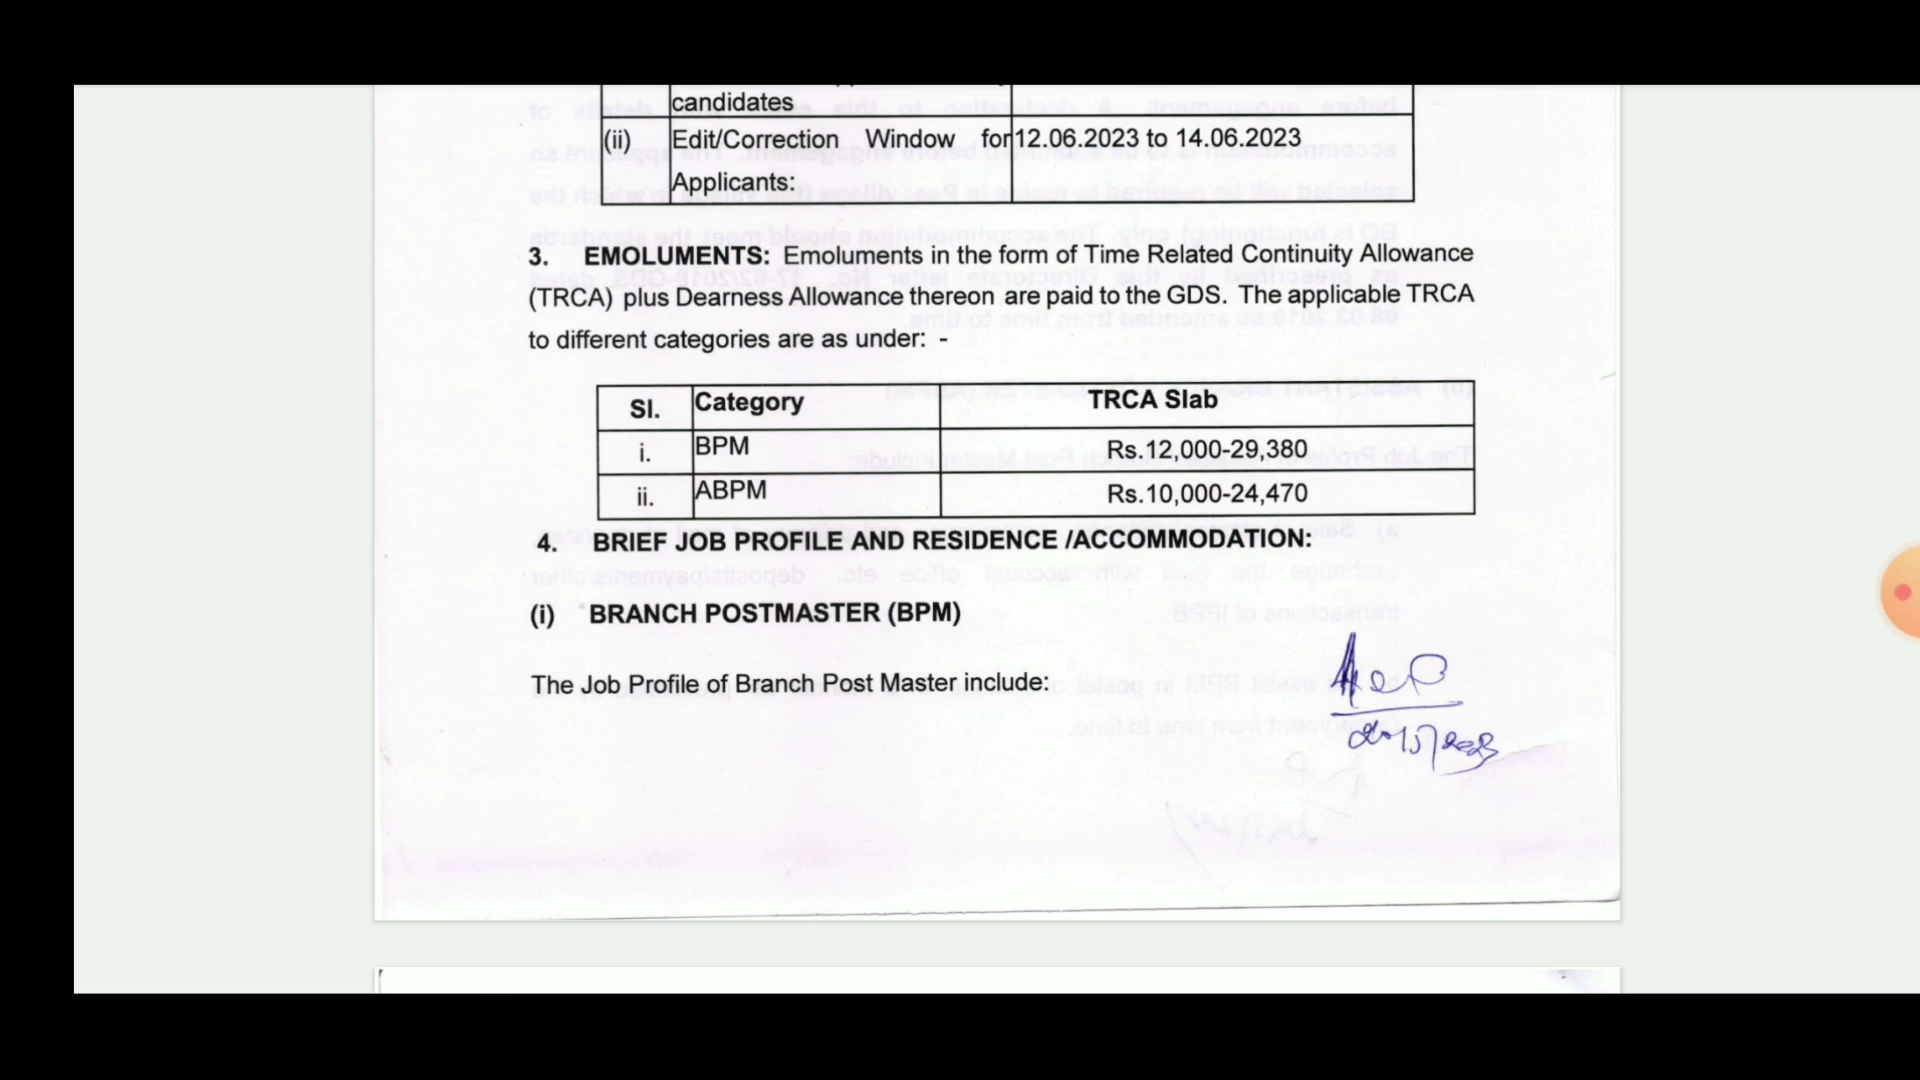 candidates
(ii) Edit/Correction Window for 12.06.2023 to 14.06.2023
Applicants:
3. EMOLUMENTS: Emoluments in the form of Time Related Continuity Allowance
(TRCA) plus Dearness Allowance thereon are paid to the GDS. The applicable TRCA
to different categories are as under: -
Sl. Category TRCA Slab
i. BPM Rs.12,000-29,380
ii. ABPM Rs.10,000-24,470
4. BRIEF JOB PROFILE AND RESIDENCE /ACCOMMODATION:
(i) BRANCH POSTMASTER (BPM)
The Job Profile of Branch Post Master include: